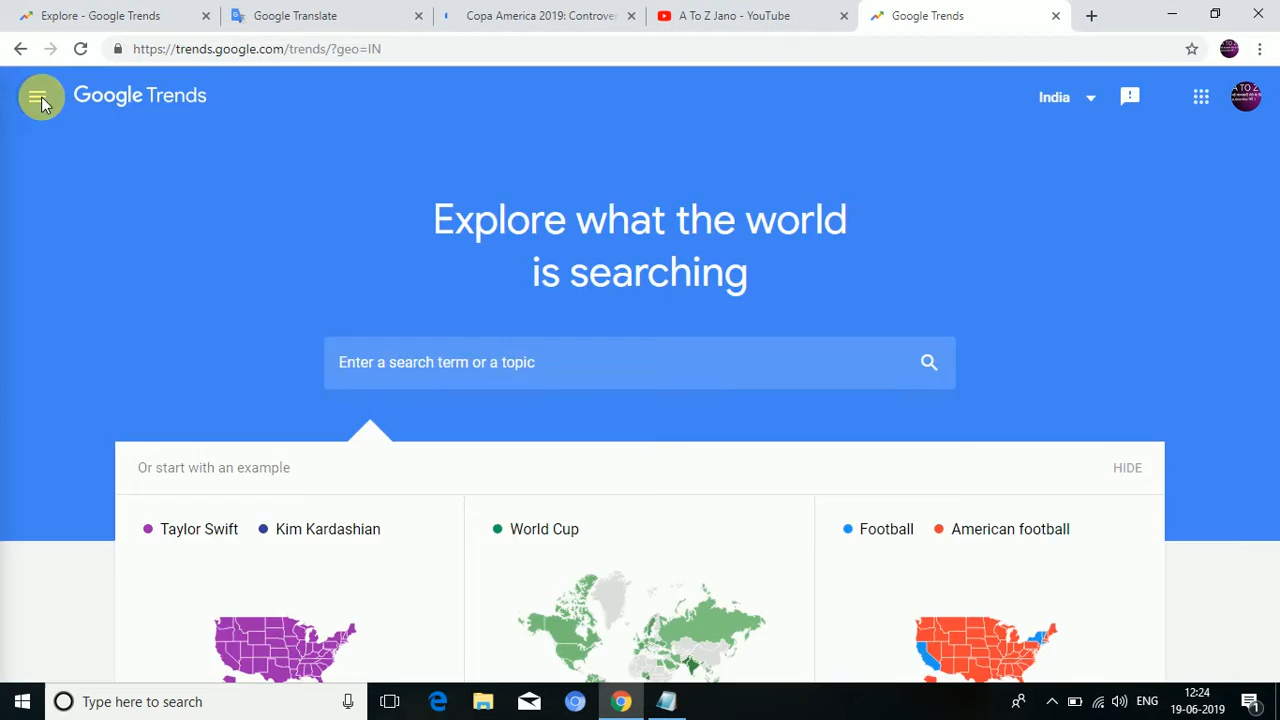 Explore - Google Trends
Google Translate
Copa America 2019: Controver
A To Z Jano - YouTube
Google Trends
https://trends.google.com/trends/?geo=IN
Google Trends
India
A TO Z
Explore what the world
is searching
Enter a search term or a topic
Or start with an example
HIDE
Taylor Swift
Kim Kardashian
World Cup
Football
American football
Type here to search
ENG
12:24
19-06-2019
1